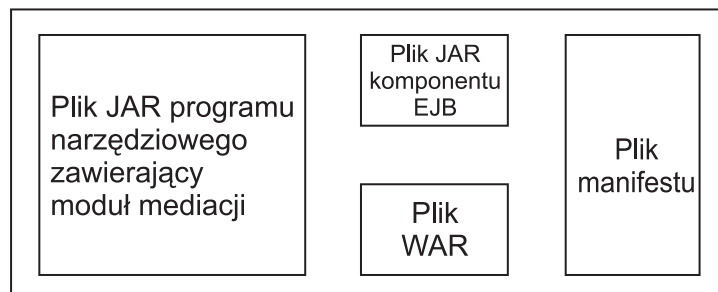 Plik JAR programu
narzędziowego
zawierający
moduł mediacji
Plik JAR
komponentu
EJB
Plik
WAR
Plik
manifestu